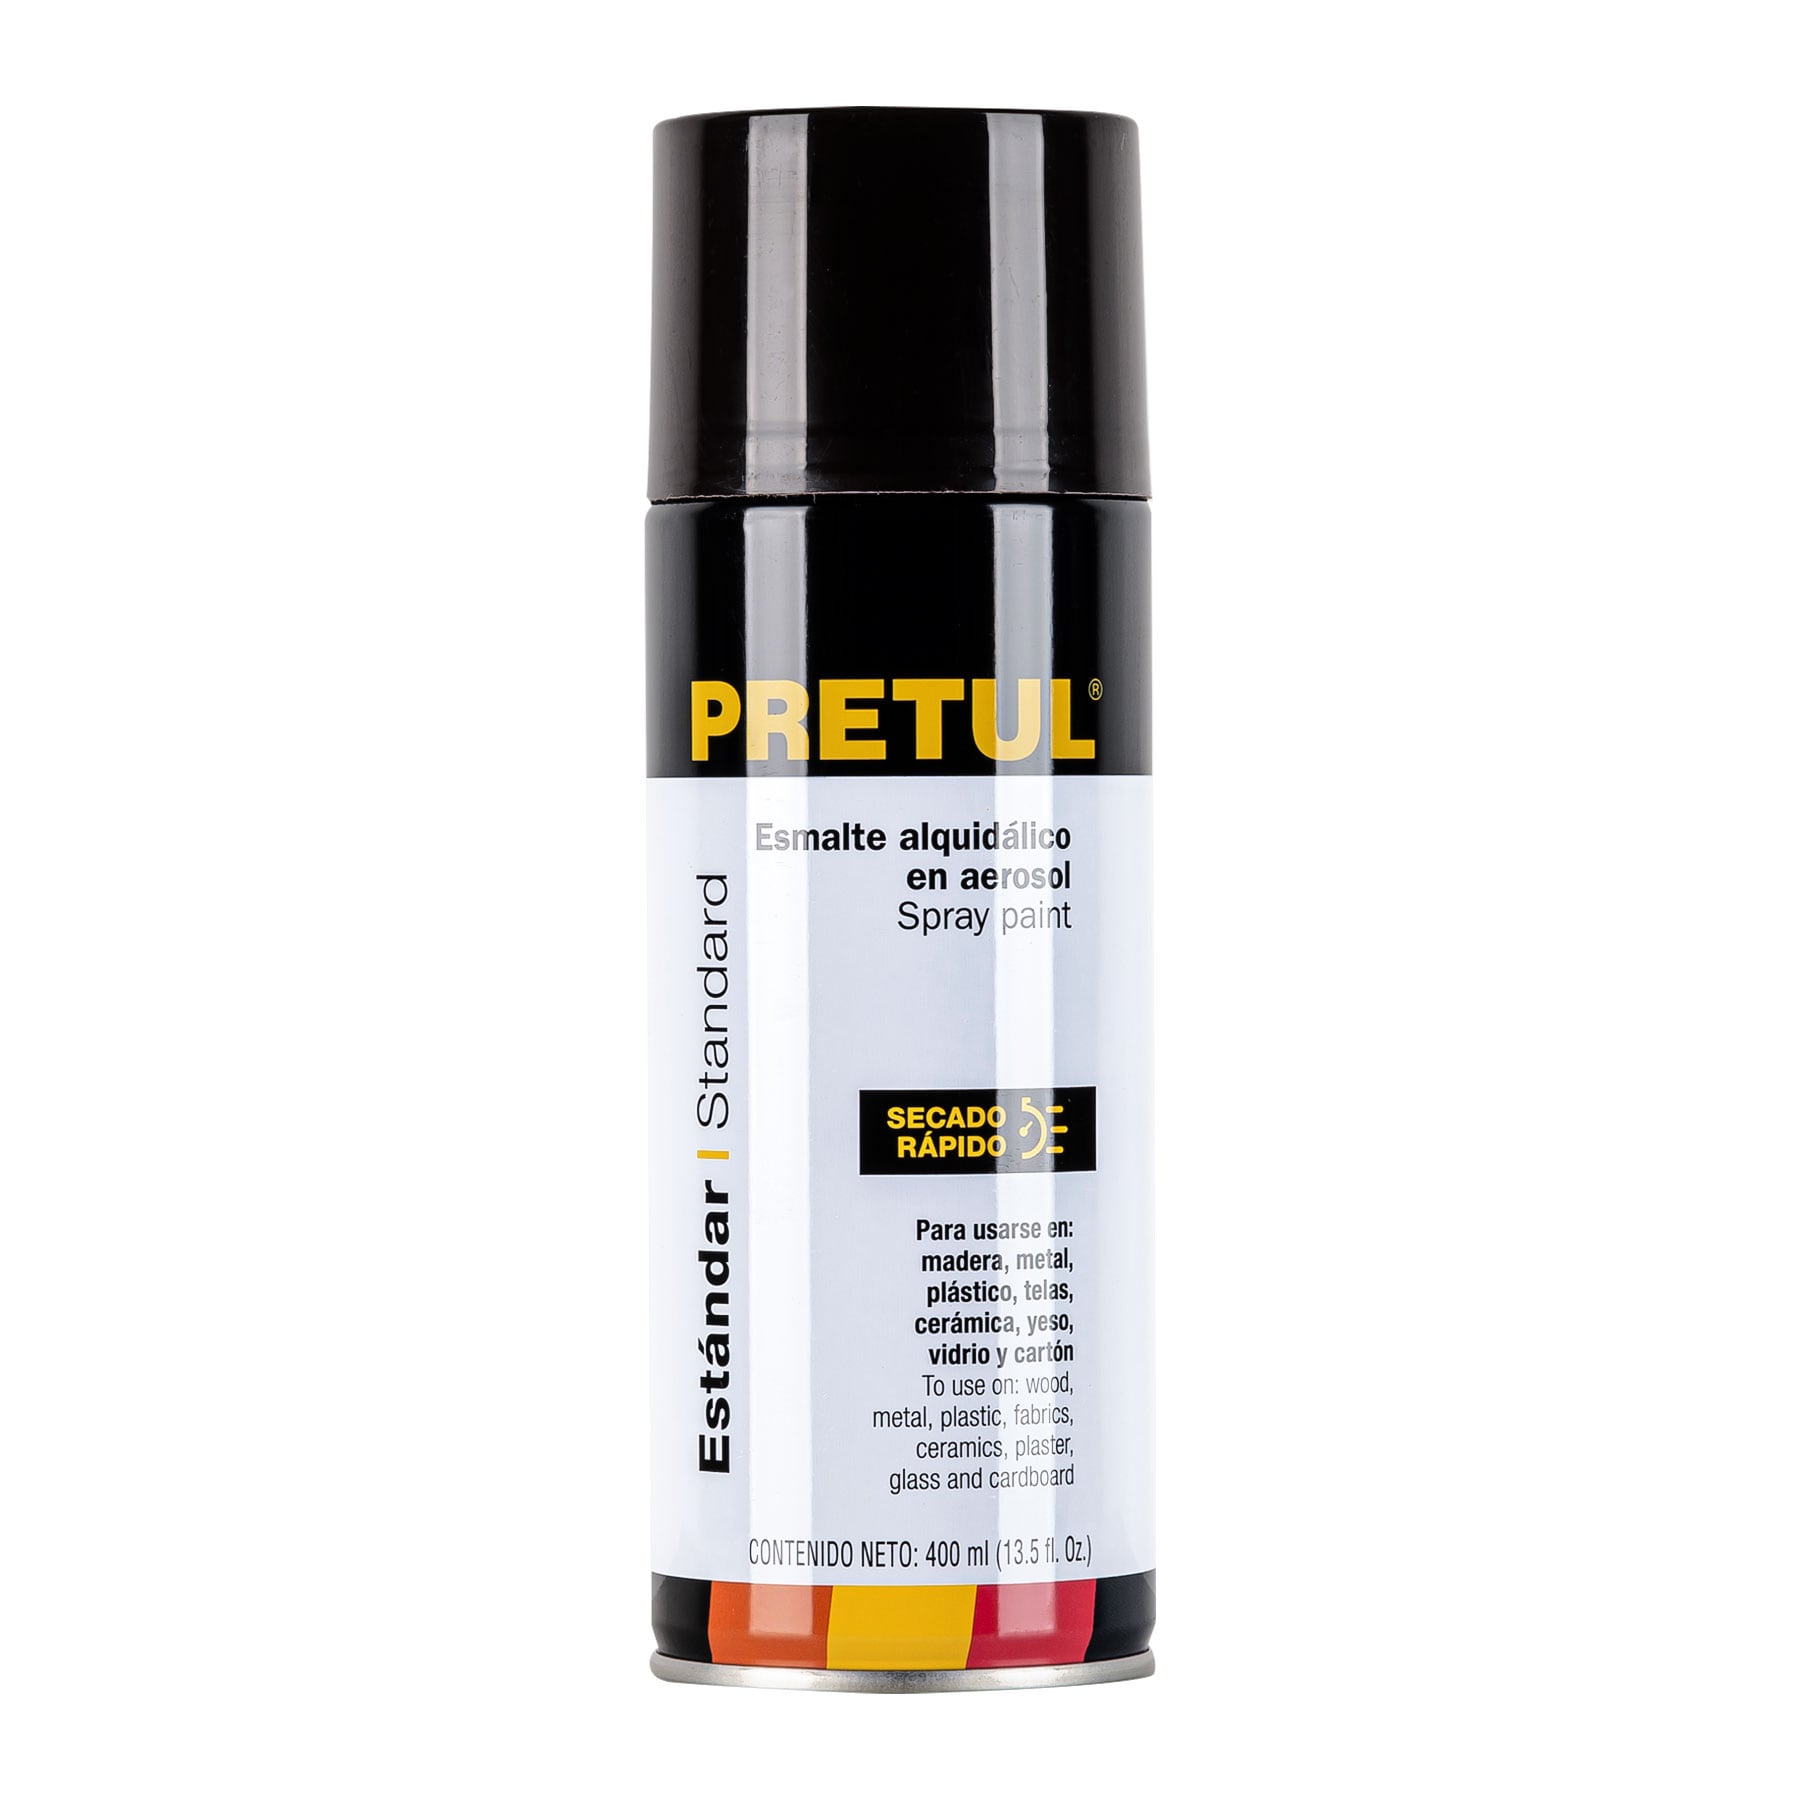 PRETUL®
Esmalte alquidálico
en aerosol
Spray paint
Estándar | Standard
SECADO
RÁPIDO
Para usarse en:
madera, metal,
plástico, telas,
cerámica, yeso,
vidrio y cartón
To use on: wood,
metal, plastic, fabrics,
ceramics, plaster,
glass and cardboard
CONTENIDO NETO: 400 ml (13.5 fl. Oz.)